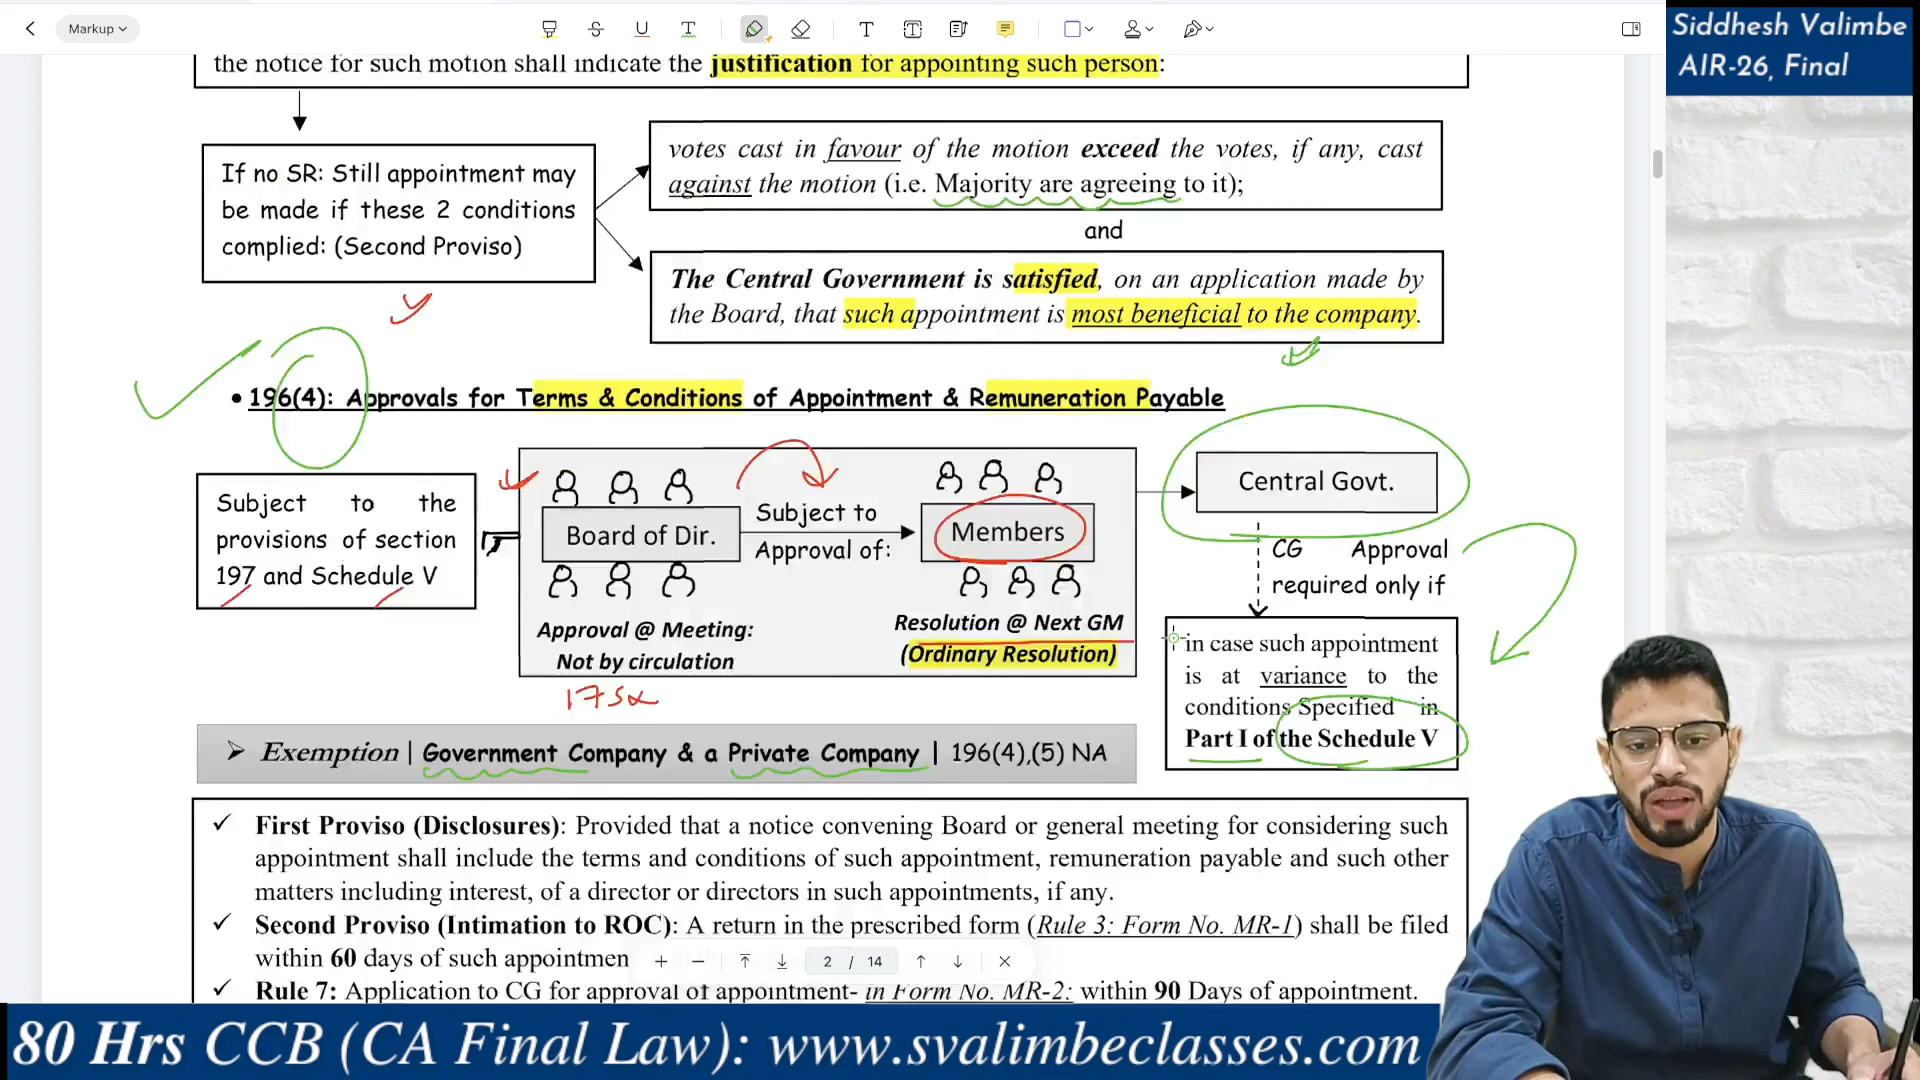 Markup
Siddhesh Valimbe
AIR-26, Final
the notice for such motion shall indicate the justification for appointing such person:
If no SR: Still appointment may
be made if these 2 conditions
complied: (Second Proviso)
votes cast in favour of the motion exceed the votes, if any, cast
against the motion (i.e. Majority are agreeing to it);
and
The Central Government is satisfied, on an application made by
the Board, that such appointment is most beneficial to the company.
• 196(4): Approvals for Terms & Conditions of Appointment & Remuneration Payable
Subject to the
provisions of section
197 and Schedule V
Board of Dir.
Subject to
Approval of:
Members
Approval @ Meeting:
Not by circulation
175
Resolution @ Next GM
(Ordinary Resolution)
Central Govt.
CG Approval
required only if
in case such appointment
is at variance to the
conditions Specified in
Part I of the Schedule V
➢ Exemption | Government Company & a Private Company | 196(4),(5) NA
✓ First Proviso (Disclosures): Provided that a notice convening Board or general meeting for considering such
appointment shall include the terms and conditions of such appointment, remuneration payable and such other
matters including interest, of a director or directors in such appointments, if any.
✓ Second Proviso (Intimation to ROC): A return in the prescribed form (Rule 3: Form No. MR-1) shall be filed
within 60 days of such appointmen
2 / 14
✓ Rule 7: Application to CG for approval of appointment- in Form No. MR-2: within 90 Days of appointment.
80 Hrs CCB (CA Final Law): www.svalimbeclasses.com